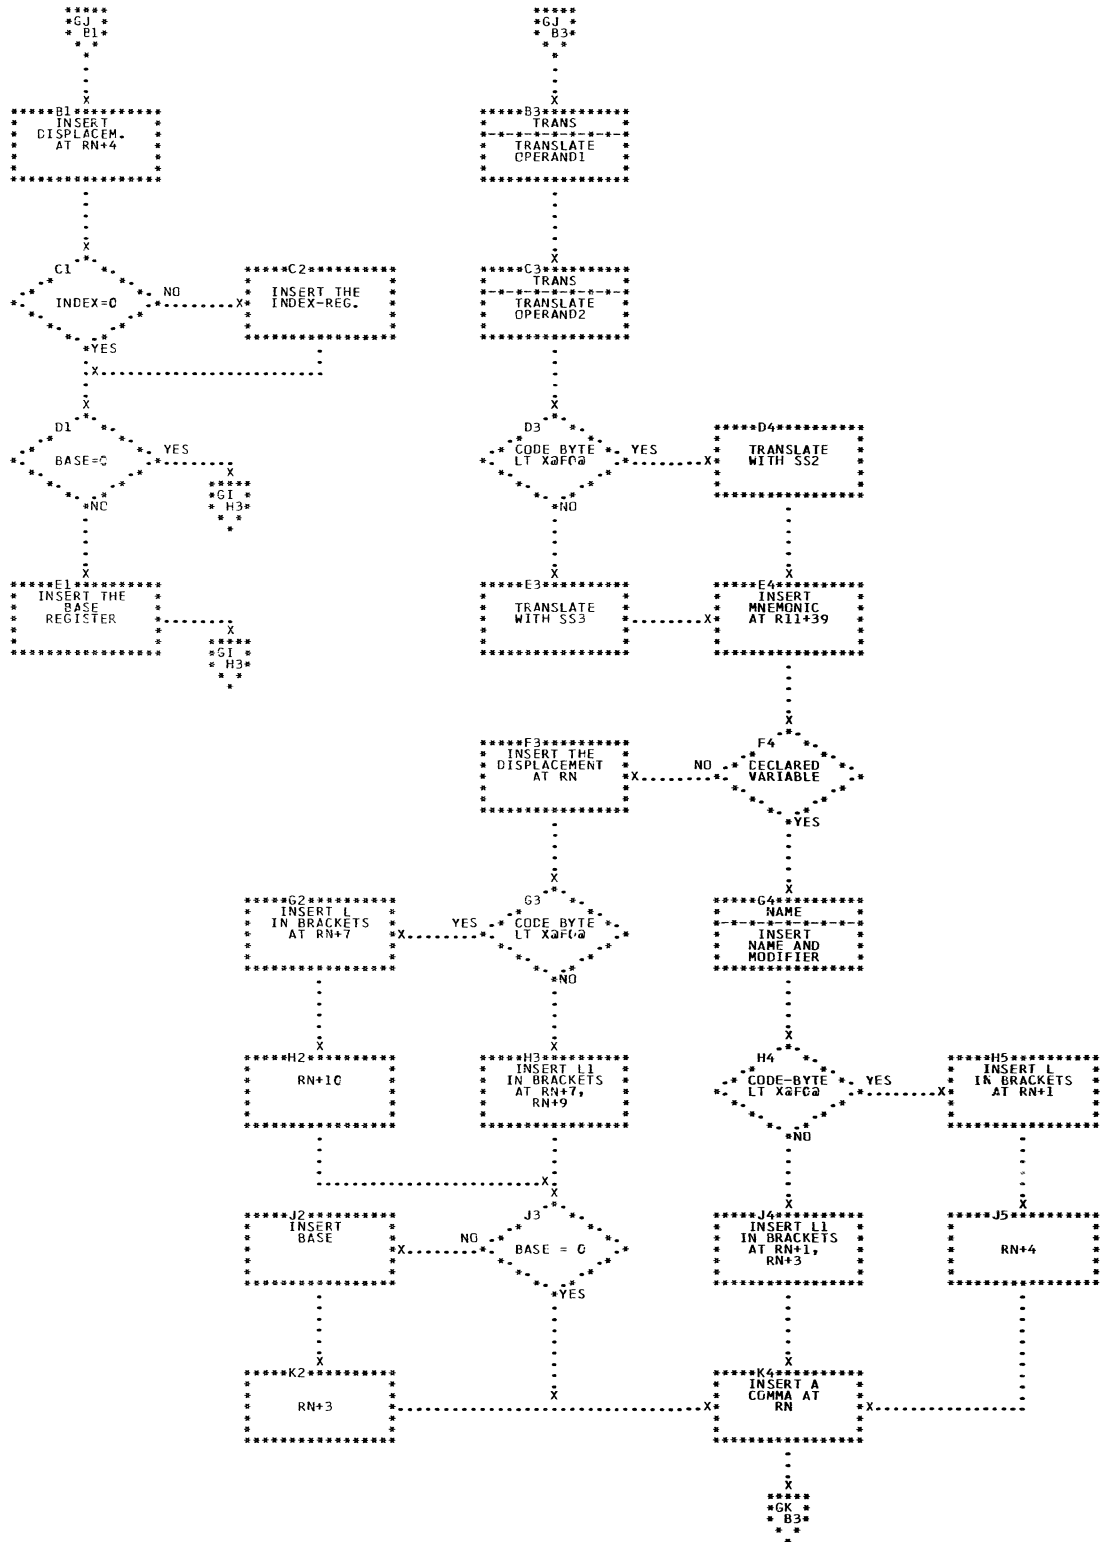 GJ
B1
GJ
B3
B1
INSERT
DISPLACEM.
AT RN+4
B3
TRANS
TRANSLATE
OPERAND1
C1
INDEX=0
NO
YES
C2
INSERT THE
INDEX-REG.
C3
TRANS
TRANSLATE
OPERAND2
D1
BASE=0
YES
NO
GI
H3
D3
CODE BYTE
LT X@F0@
YES
NO
D4
TRANSLATE
WITH SS2
E1
INSERT THE
BASE
REGISTER
GI
H3
E3
TRANSLATE
WITH SS3
E4
INSERT
MNEMONIC
AT R11+39
F3
INSERT THE
DISPLACEMENT
AT RN
F4
NO
DECLARED
VARIABLE
YES
G2
INSERT L
IN BRACKETS
AT RN+7
G3
YES
CODE BYTE
LT X@F0@
NO
G4
NAME
INSERT
NAME AND
MODIFIER
H2
RN+10
H3
INSERT L1
IN BRACKETS
AT RN+7,
RN+9
H4
CODE-BYTE
LT X@F0@
YES
NO
H5
INSERT L
IN BRACKETS
AT RN+1
J2
INSERT
BASE
J3
NO
BASE = 0
YES
J4
INSERT L1
IN BRACKETS
AT RN+1,
RN+3
J5
RN+4
K2
RN+3
K4
INSERT A
COMMA AT
RN
GK
B3